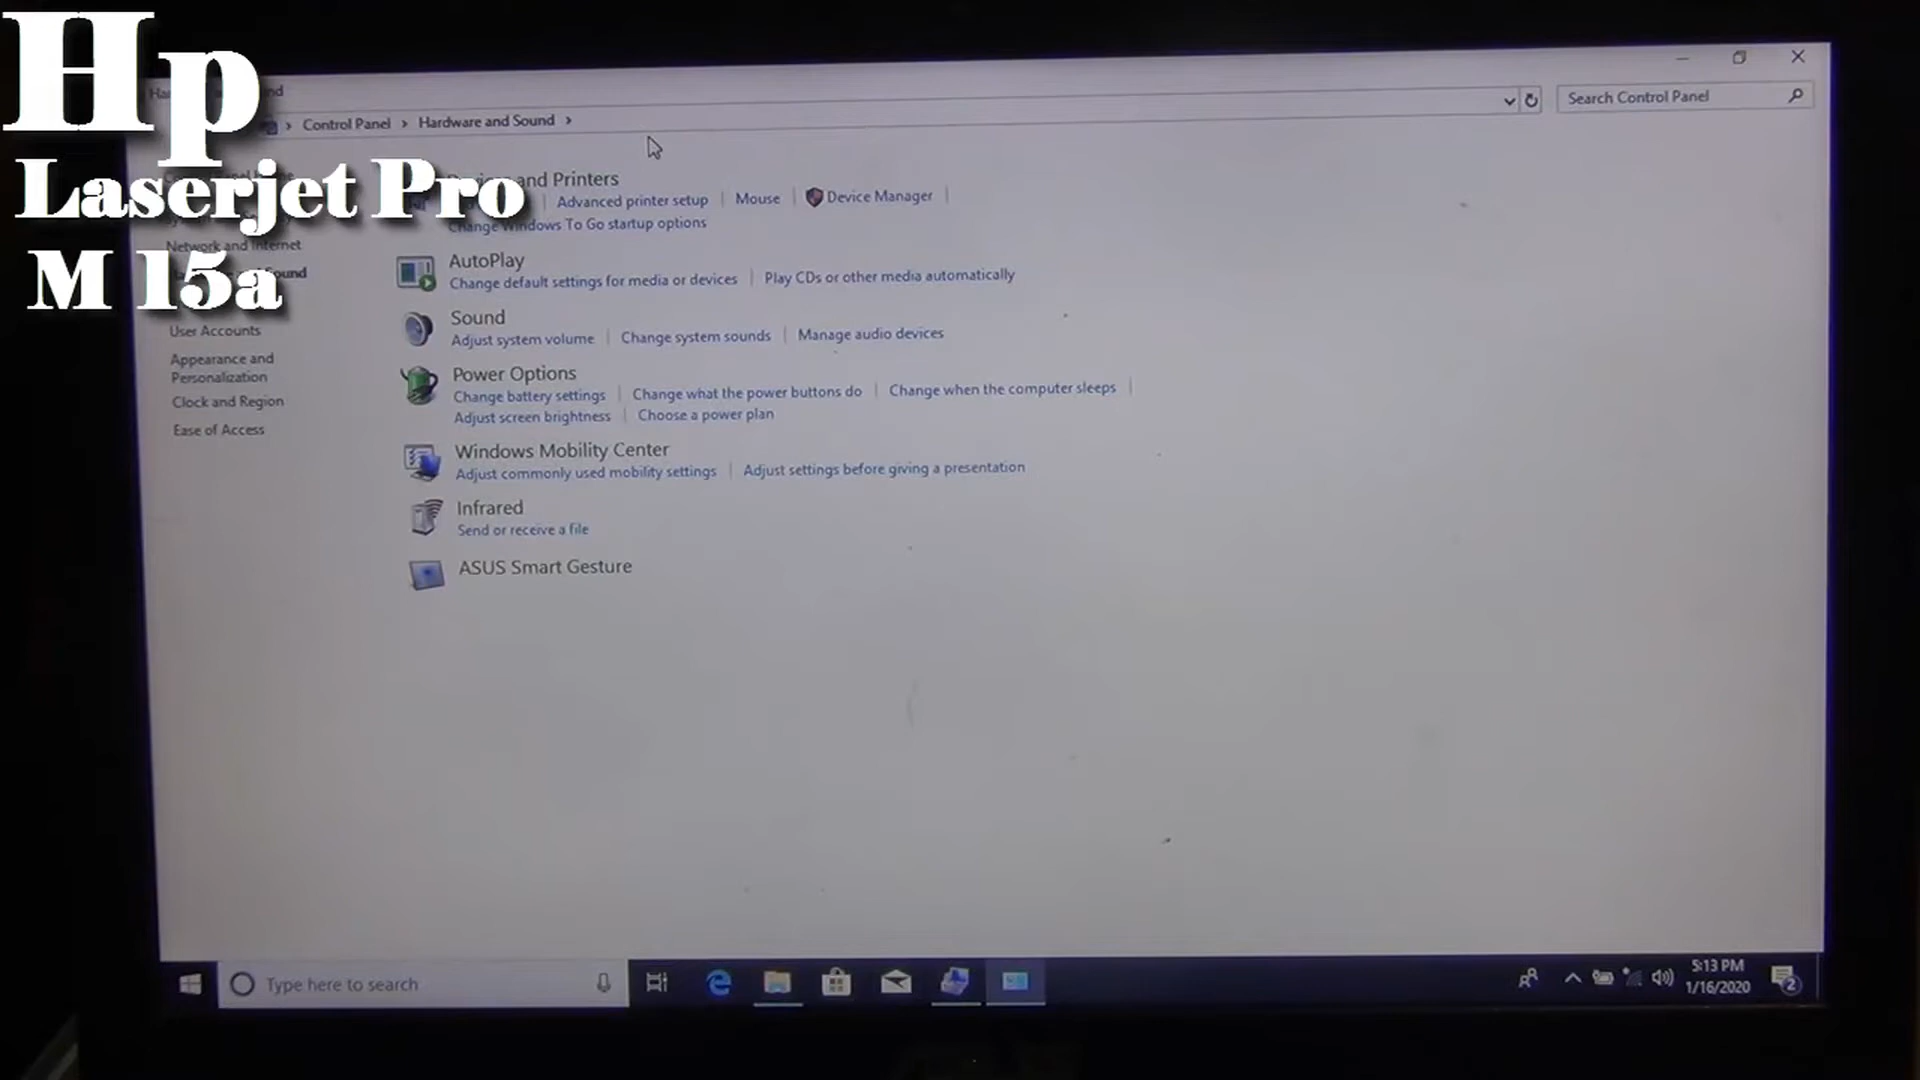 Hp
Laserjet Pro
M 15a
Control Panel > Hardware and Sound >
Search Control Panel
and Printers
Advanced printer setup | Mouse | Device Manager |
Change Windows To Go startup options
Network and Internet
Sound
User Accounts
Appearance and
Personalization
Clock and Region
Ease of Access
AutoPlay
Change default settings for media or devices | Play CDs or other media automatically
Sound
Adjust system volume | Change system sounds | Manage audio devices
Power Options
Change battery settings | Change what the power buttons do | Change when the computer sleeps |
Adjust screen brightness | Choose a power plan
Windows Mobility Center
Adjust commonly used mobility settings | Adjust settings before giving a presentation
Infrared
Send or receive a file
ASUS Smart Gesture
Type here to search
5:13 PM
1/16/2020
2